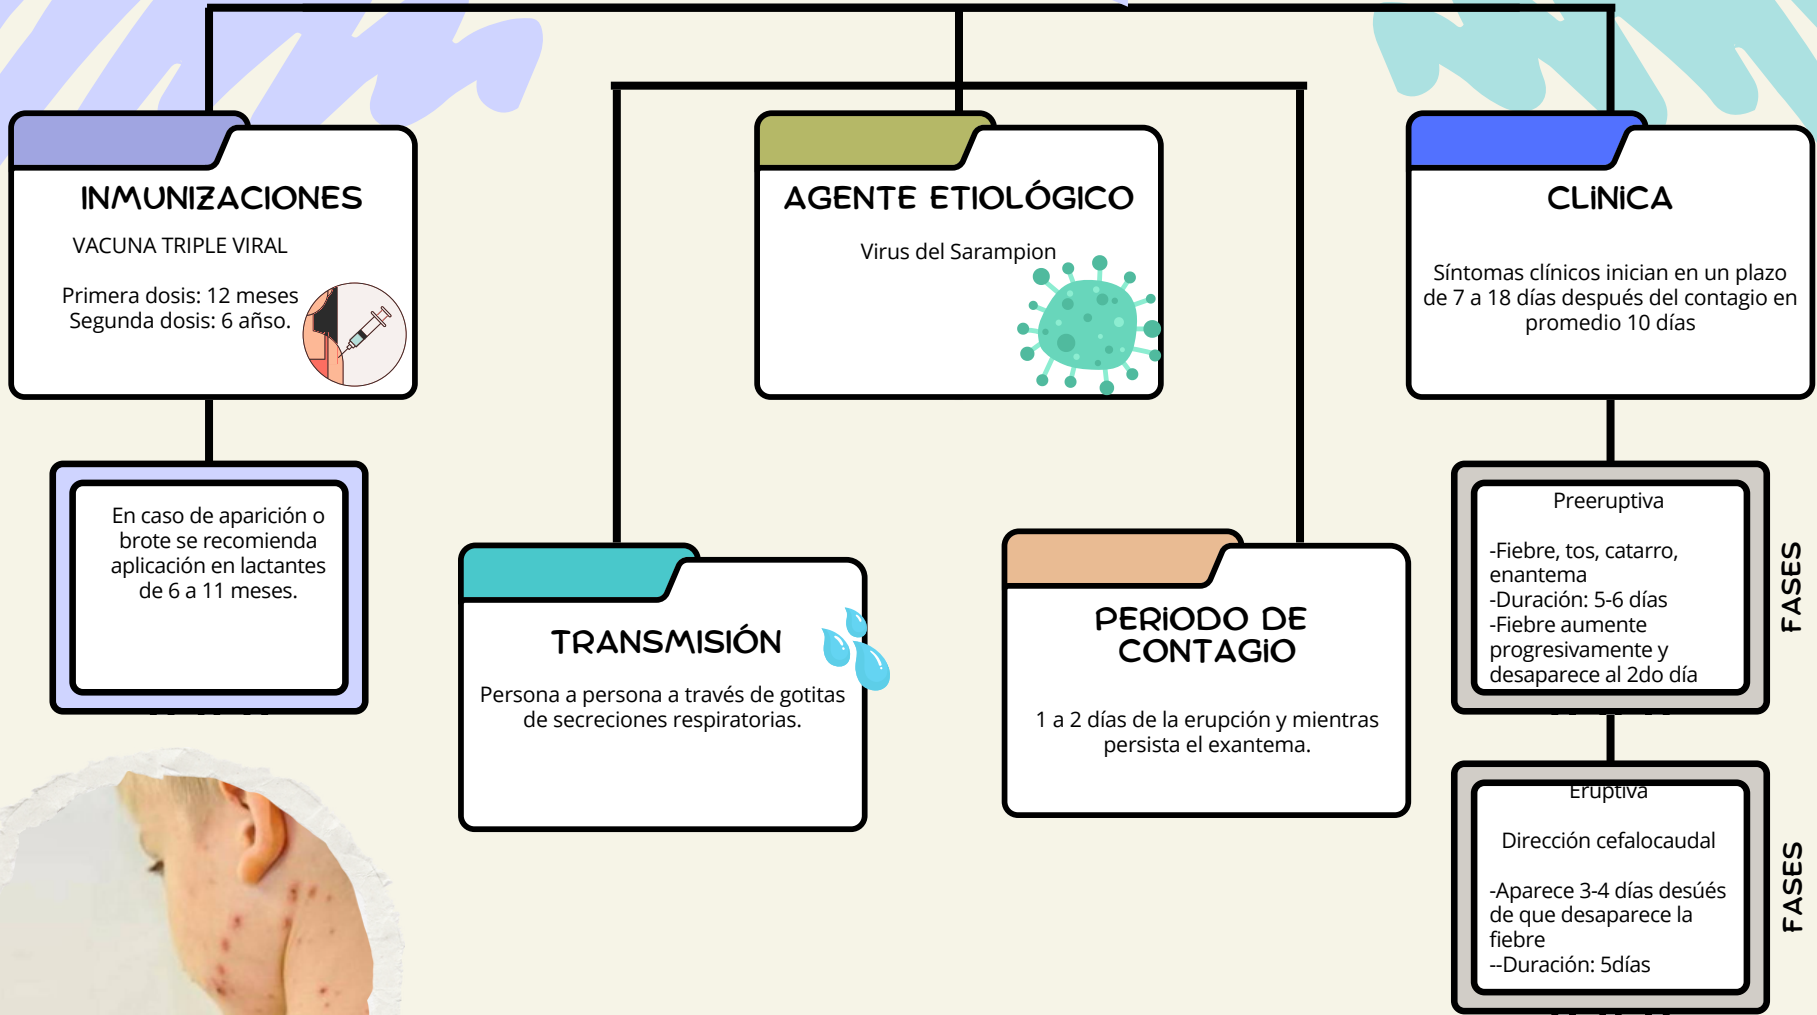 INMUNIZACIONES
VACUNA TRIPLE VIRAL
Primera dosis: 12 meses
Segunda dosis: 6 añso.
En caso de aparición o
brote se recomienda
aplicación en lactantes
de 6 a 11 meses.
AGENTE ETIOLÓGICO
Virus del Sarampion
TRANSMISIÓN
Persona a persona a través de gotitas
de secreciones respiratorias.
PERIODO DE
CONTAGIO
1 a 2 días de la erupción y mientras
persista el exantema.
CLINICA
Síntomas clínicos inician en un plazo
de 7 a 18 días después del contagio en
promedio 10 días
Preeruptiva
-Fiebre, tos, catarro,
enantema
-Duración: 5-6 días
-Fiebre aumente
progresivamente y
desaparece al 2do día
FASES
Eruptiva
Dirección cefalocaudal
-Aparece 3-4 días desúés
de que desaparece la
fiebre
--Duración: 5días
FASES